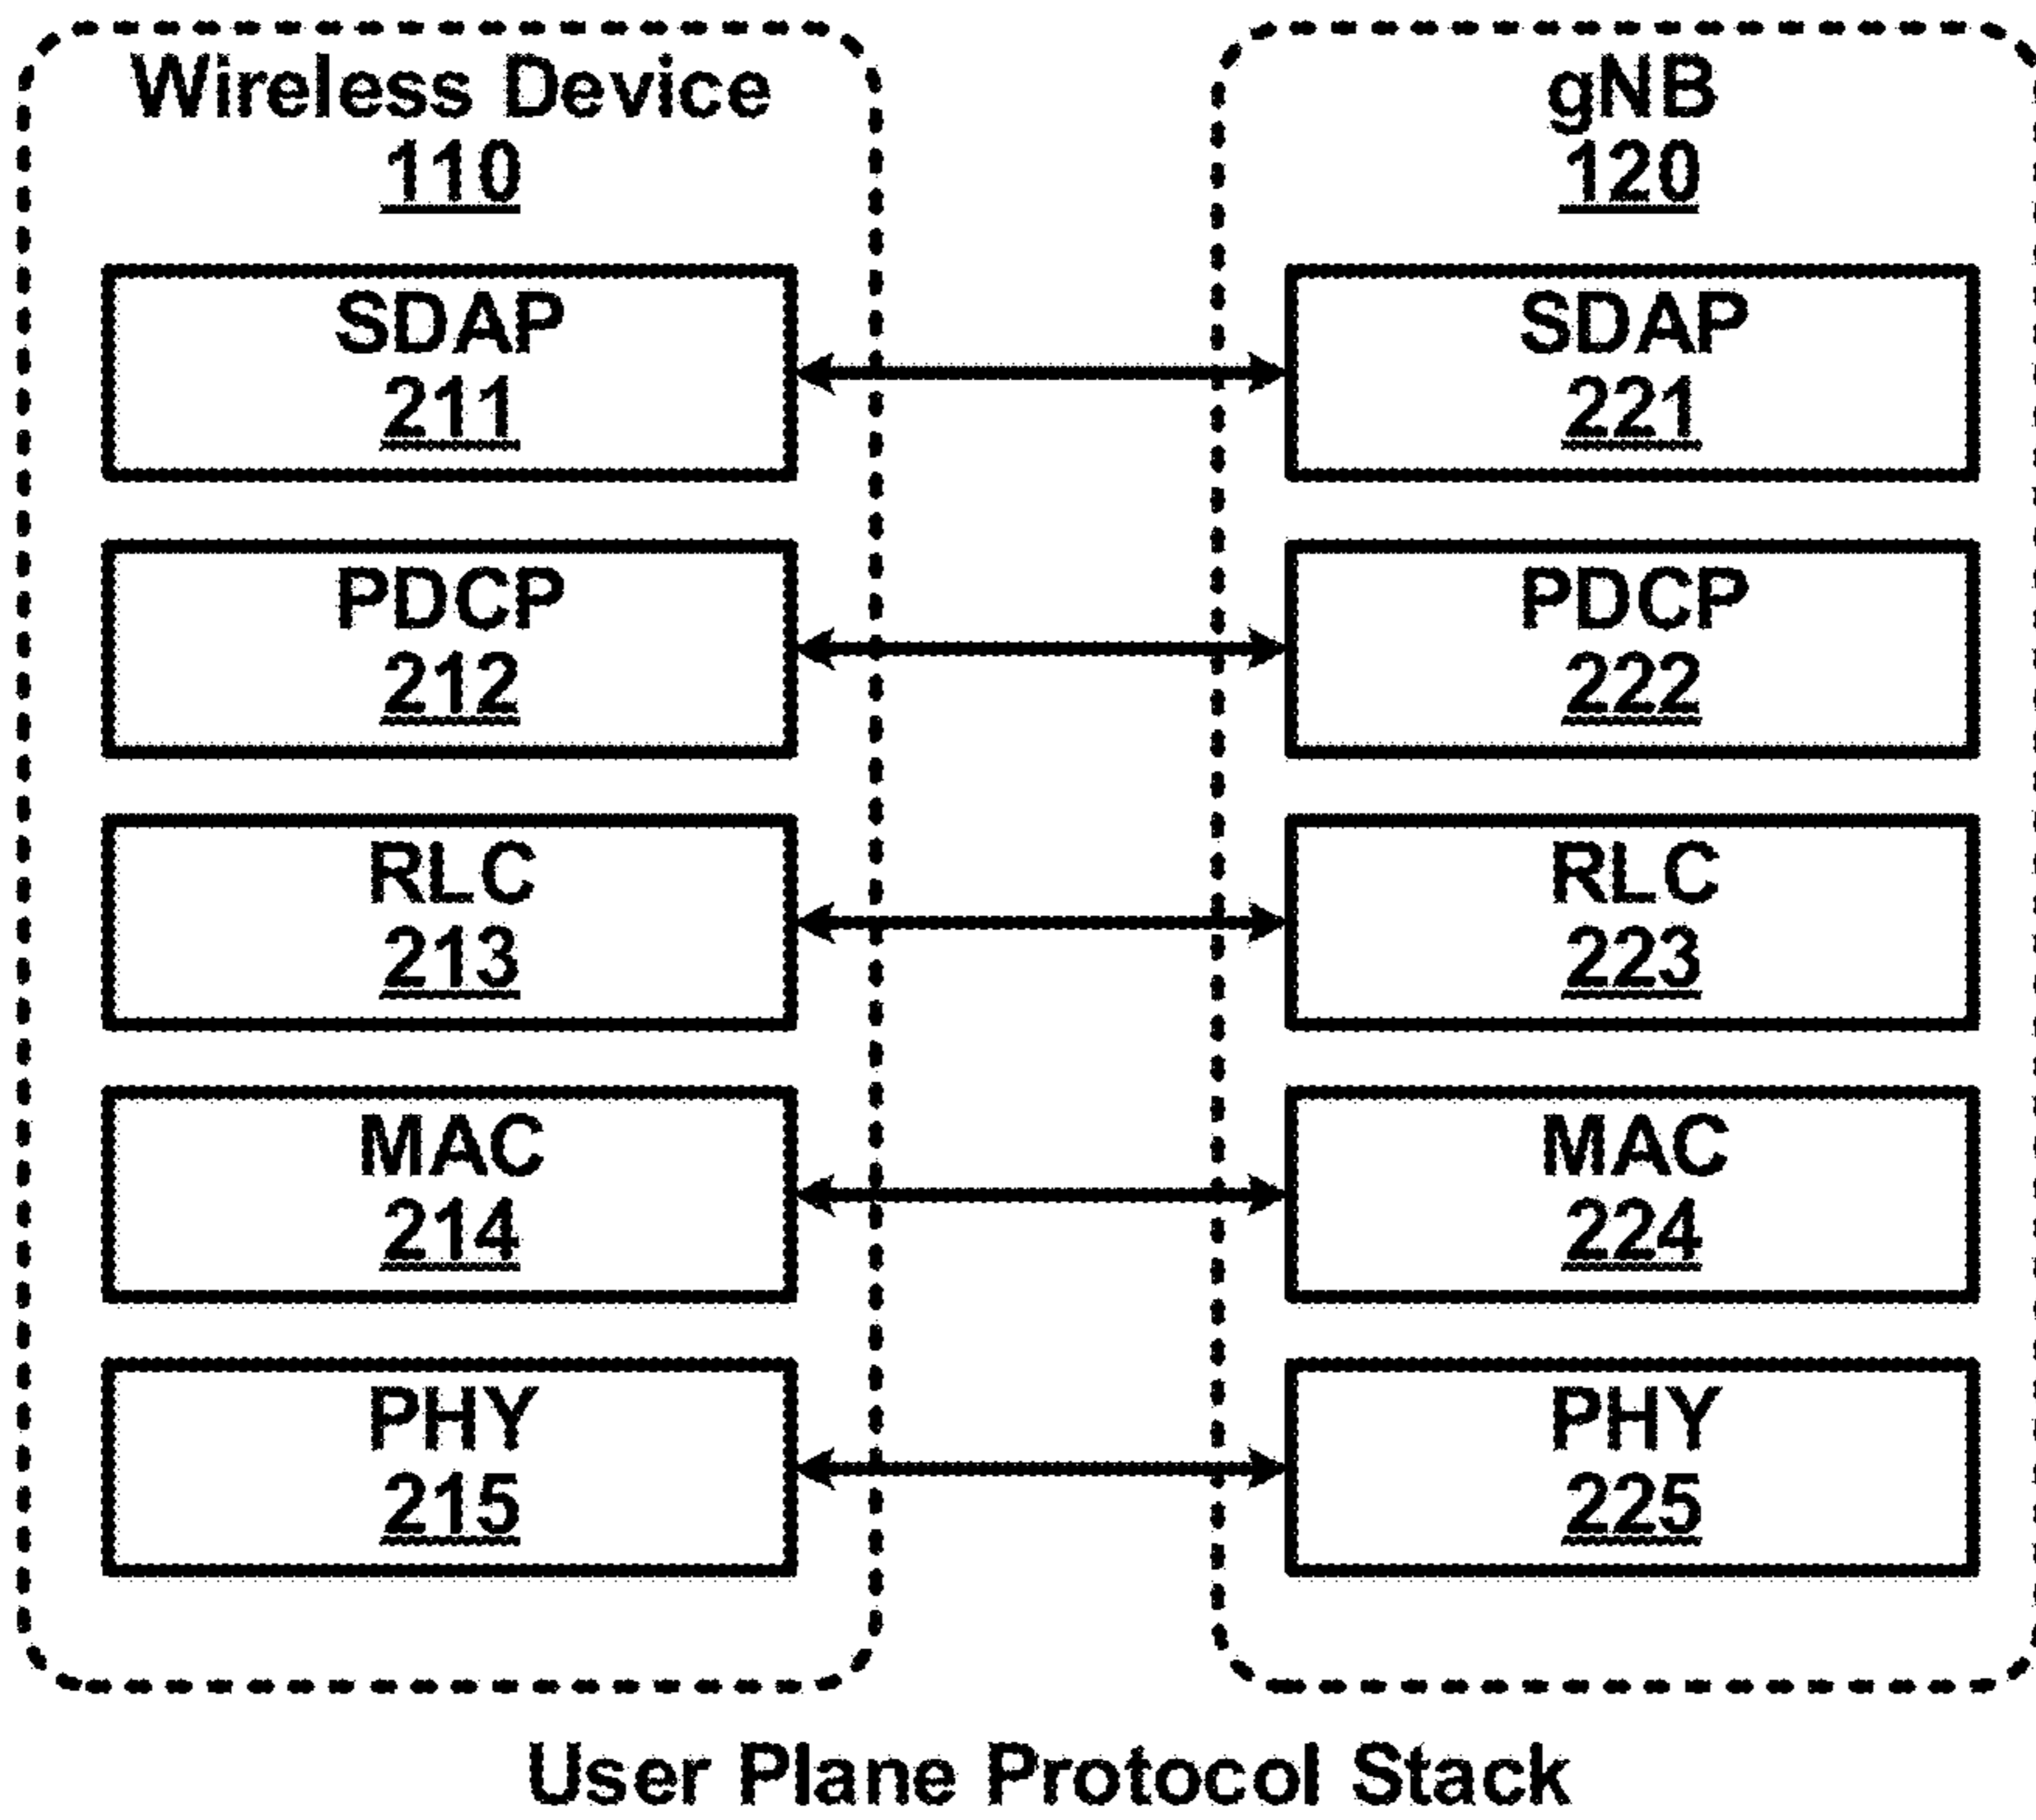 Wireless Device
110
SDAP
211
PDCP
212
RLC
213
MAC
214
PHY
215
gNB
120
SDAP
221
PDCP
222
RLC
223
MAC
224
PHY
225
User Plane Protocol Stack